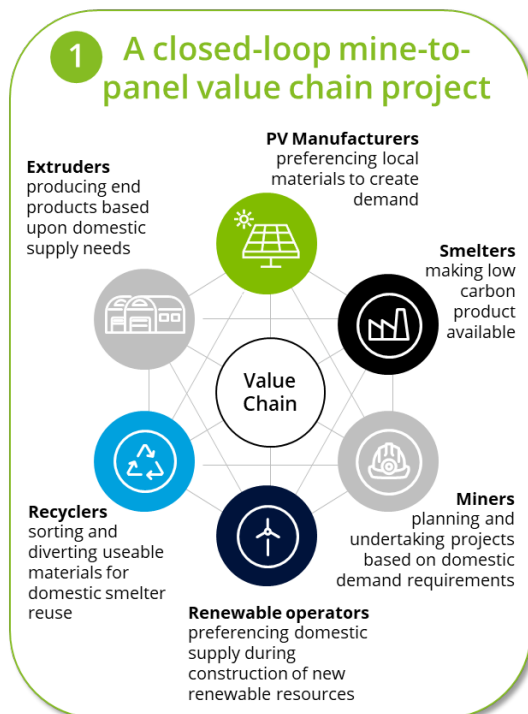 1
A closed-loop mine-to-
panel value chain project
PV Manufacturers
preferencing local
materials to create
demand
Extruders
producing end
products based
upon domestic
supply needs
Smelters
making low
carbon
product
available
Value
Chain
Recyclers
sorting and
diverting useable
materials for
domestic smelter
reuse
Miners
planning and
undertaking projects
based on domestic
demand requirements
Renewable operators
preferencing domestic
supply during
construction of new
renewable resources